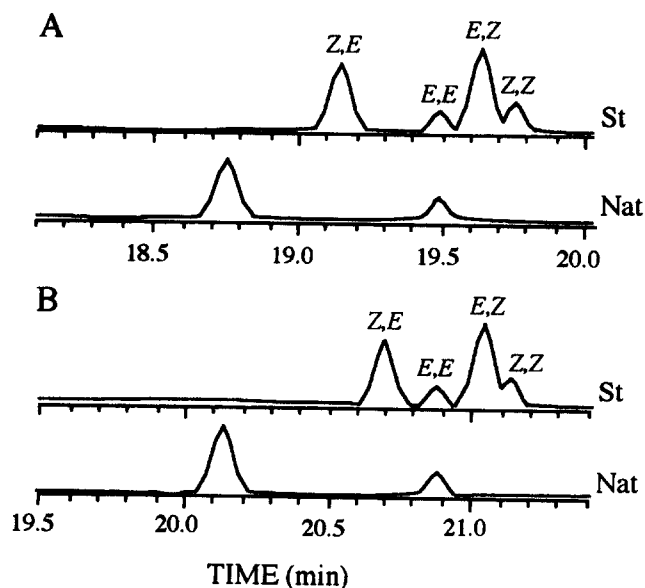 A
Z,E
E,E
E,Z
Z,Z
St
Nat
18.5 19.0 19.5 20.0
B
Z,E
E,E
E,Z
Z,Z
St
Nat
19.5 20.0 20.5 21.0
TIME (min)